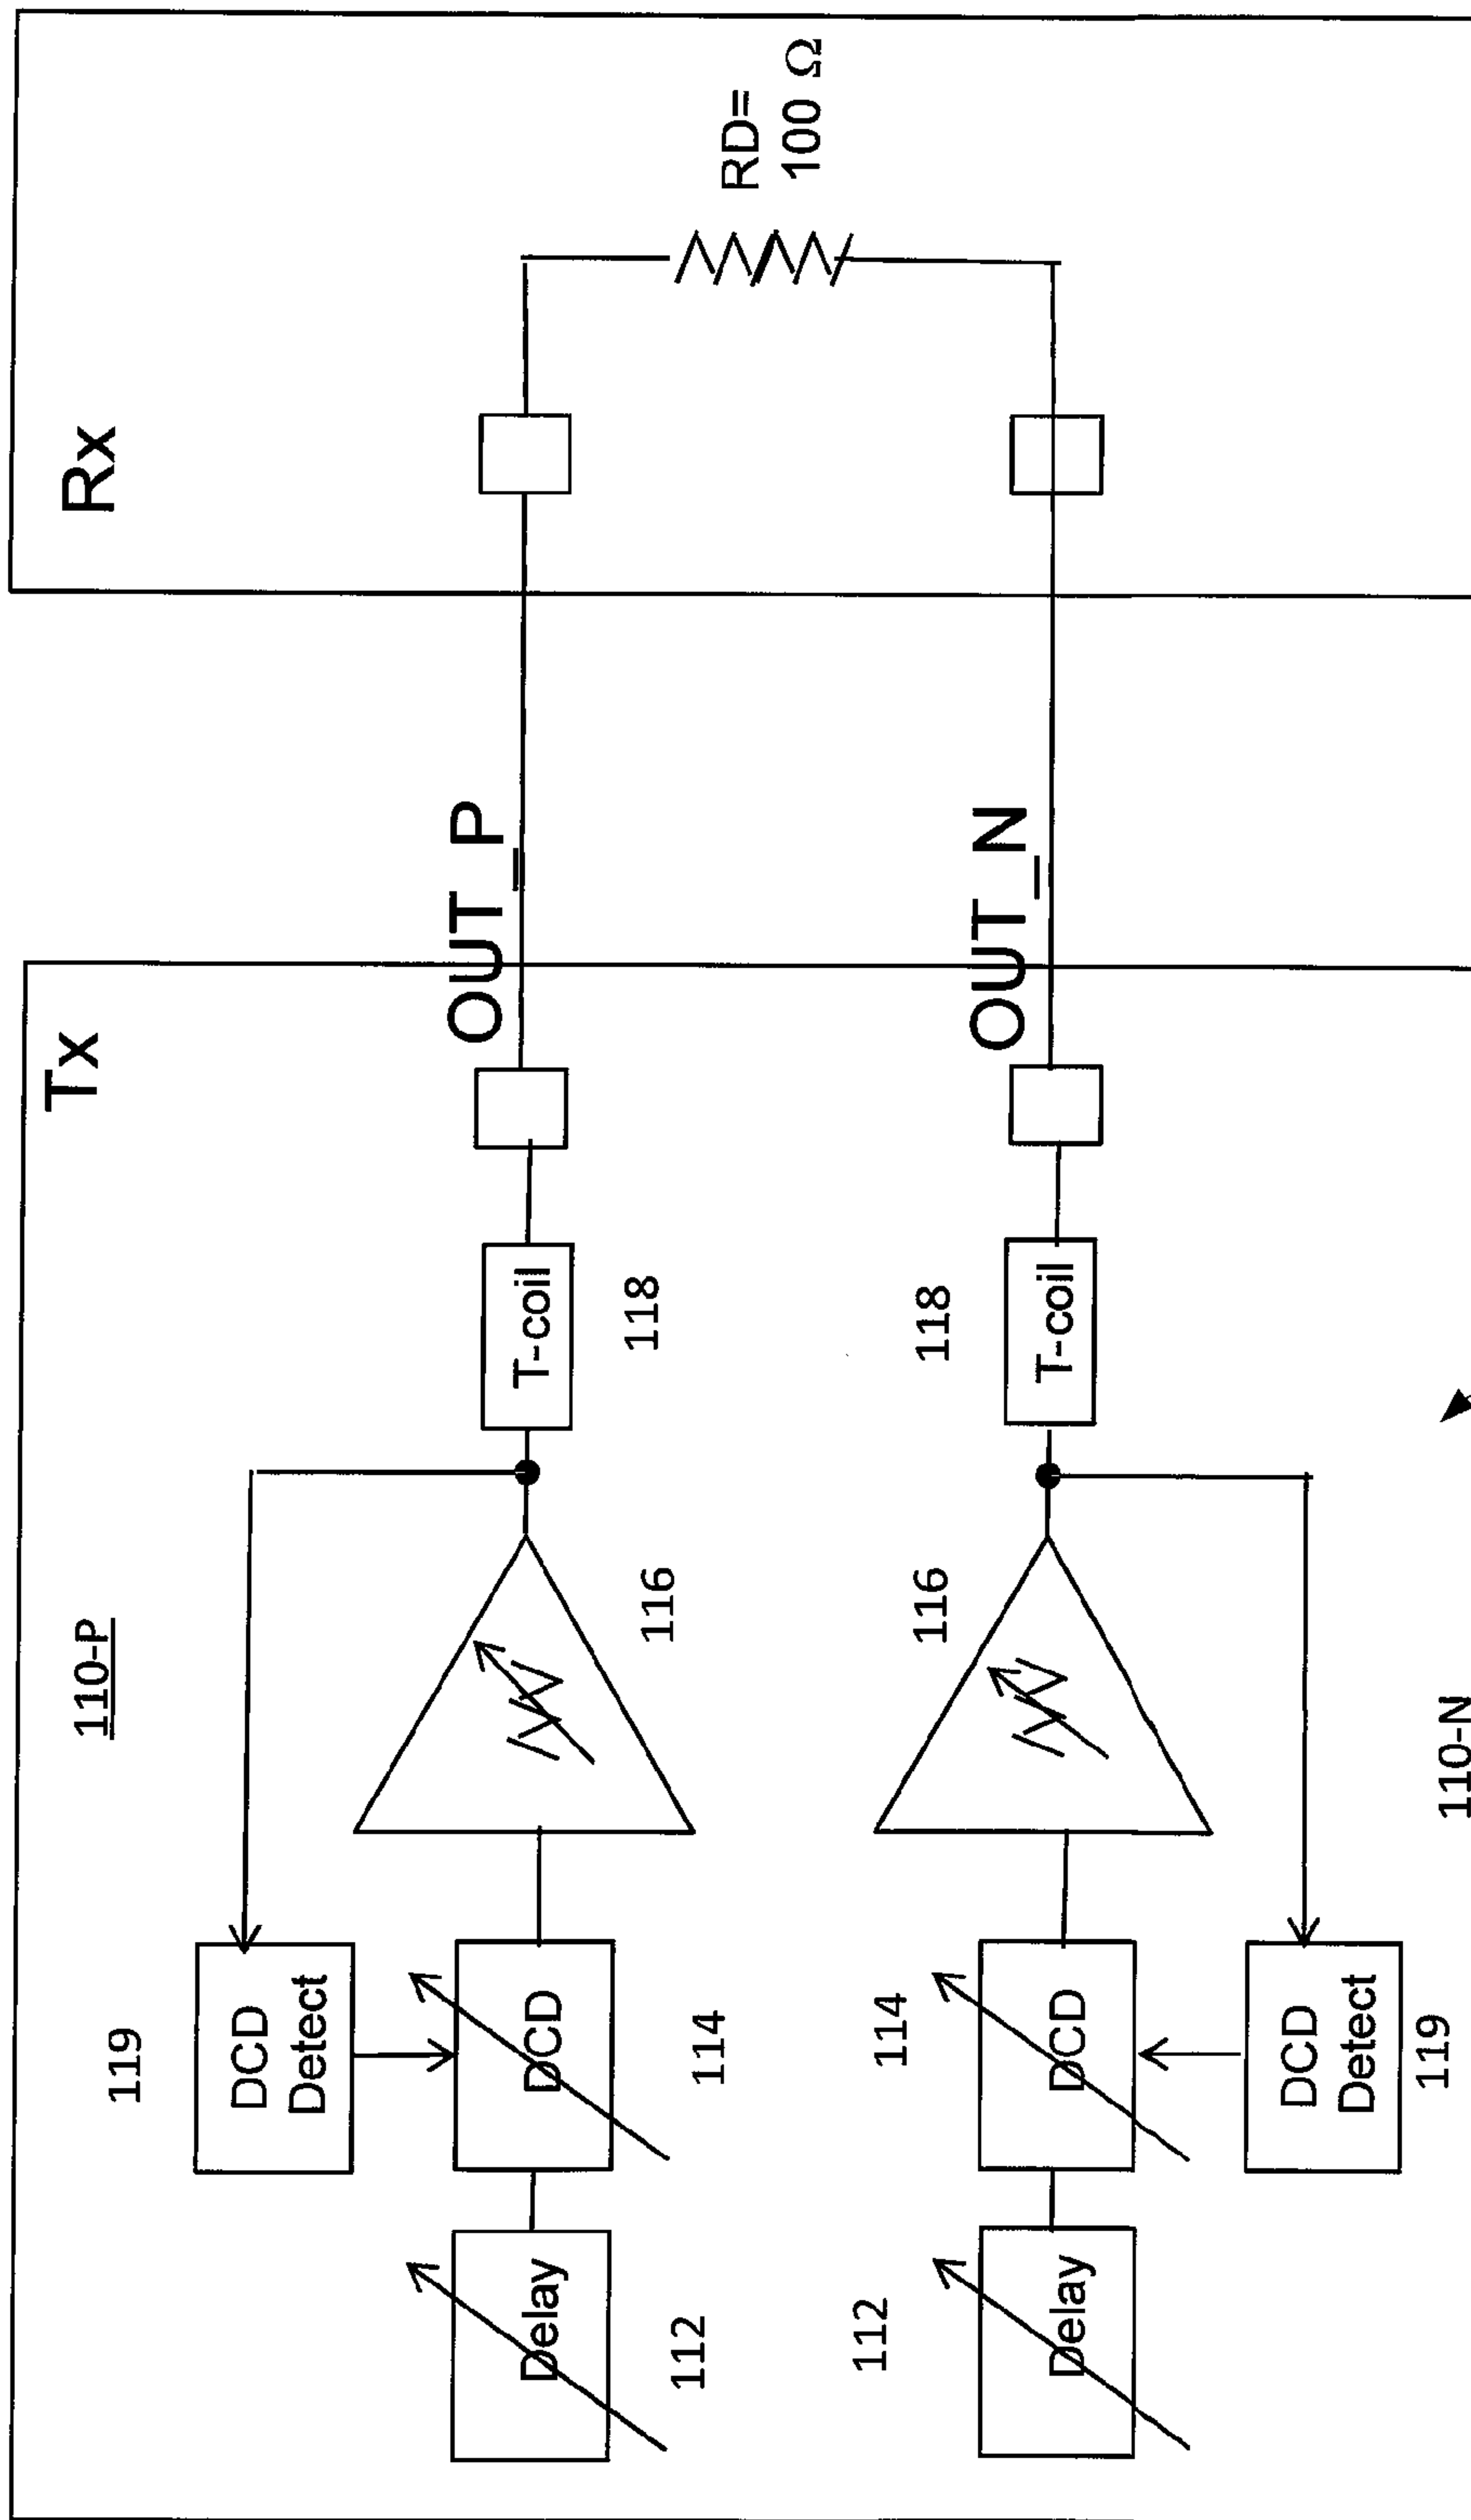 Tx
Rx
110-P
119
DCD
Detect
OUT_P
Delay
DCD
T-coil
112
114
116
118
RD=
100 Ω
112
114
116
118
OUT_N
Delay
DCD
T-coil
DCD
Detect
119
110-N